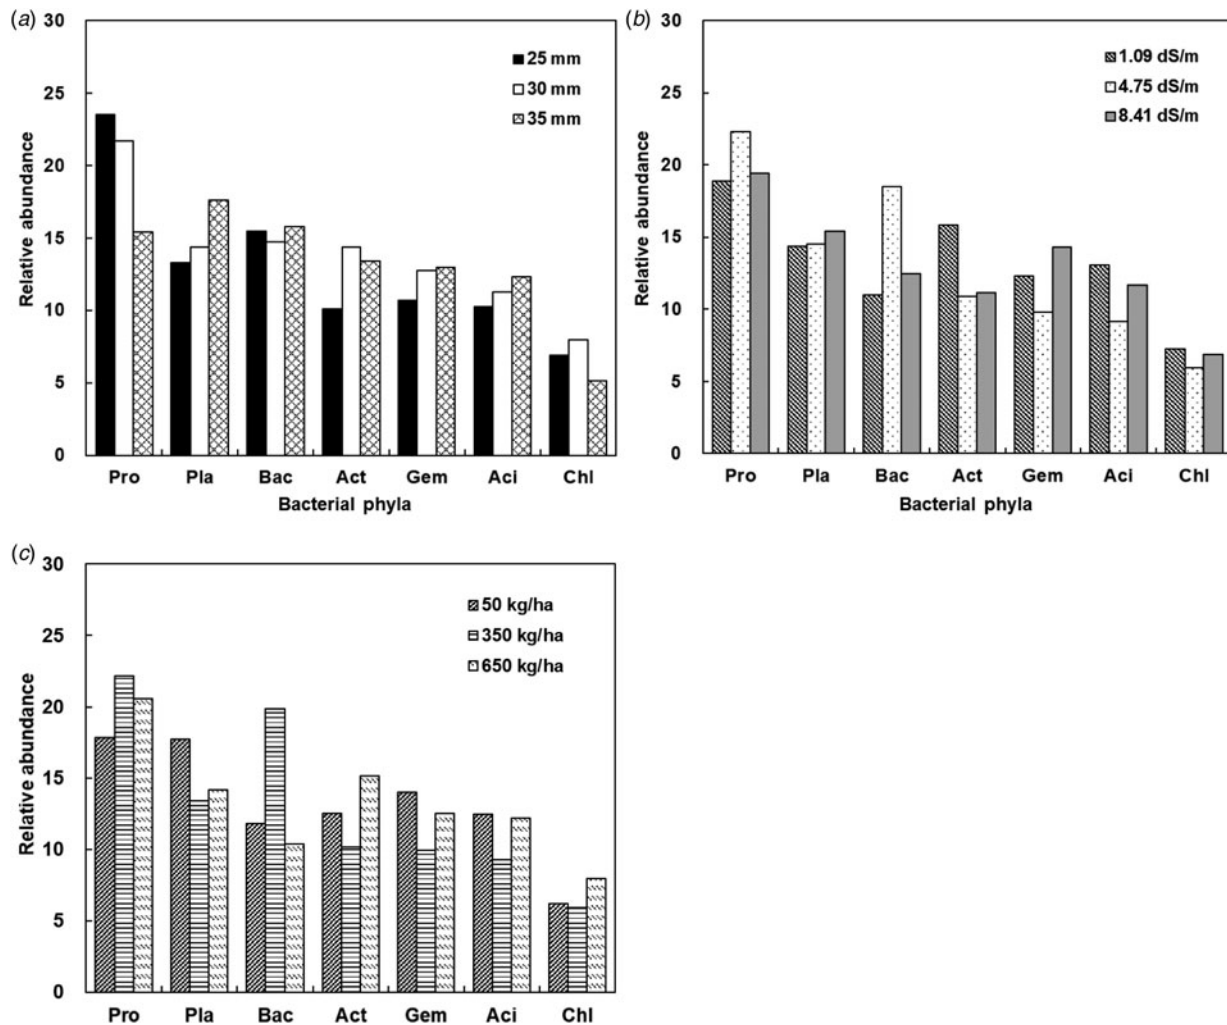 (a)
30
25
20
15
10
5
0
Relative abundance
25 mm
30 mm
35 mm
Pro Pla Bac Act Gem Aci Chl
Bacterial phyla
(b)
30
25
20
15
10
5
0
Relative abundance
1.09 dS/m
4.75 dS/m
8.41 dS/m
Pro Pla Bac Act Gem Aci Chl
Bacterial phyla
(c)
30
25
20
15
10
5
0
Relative abundance
50 kg/ha
350 kg/ha
650 kg/ha
Pro Pla Bac Act Gem Aci Chl